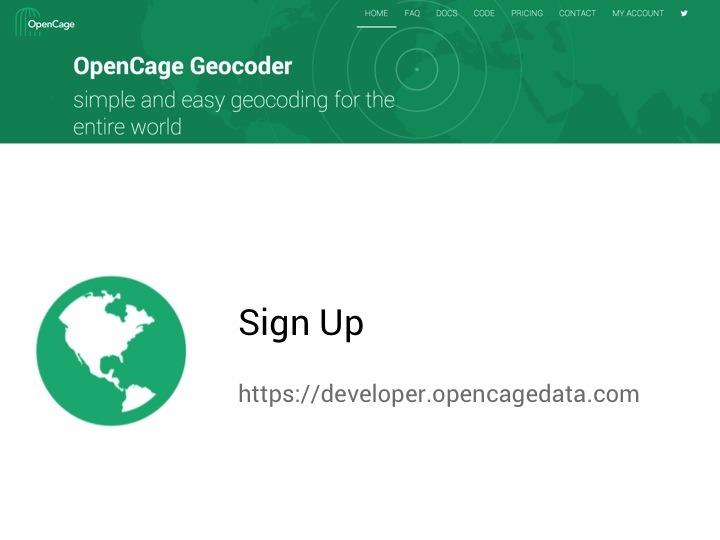 OpenCage
HOME FAQ DOCS CODE PRICING CONTACT MY ACCOUNT
OpenCage Geocoder
simple and easy geocoding for the
entire world
Sign Up
https://developer.opencagedata.com